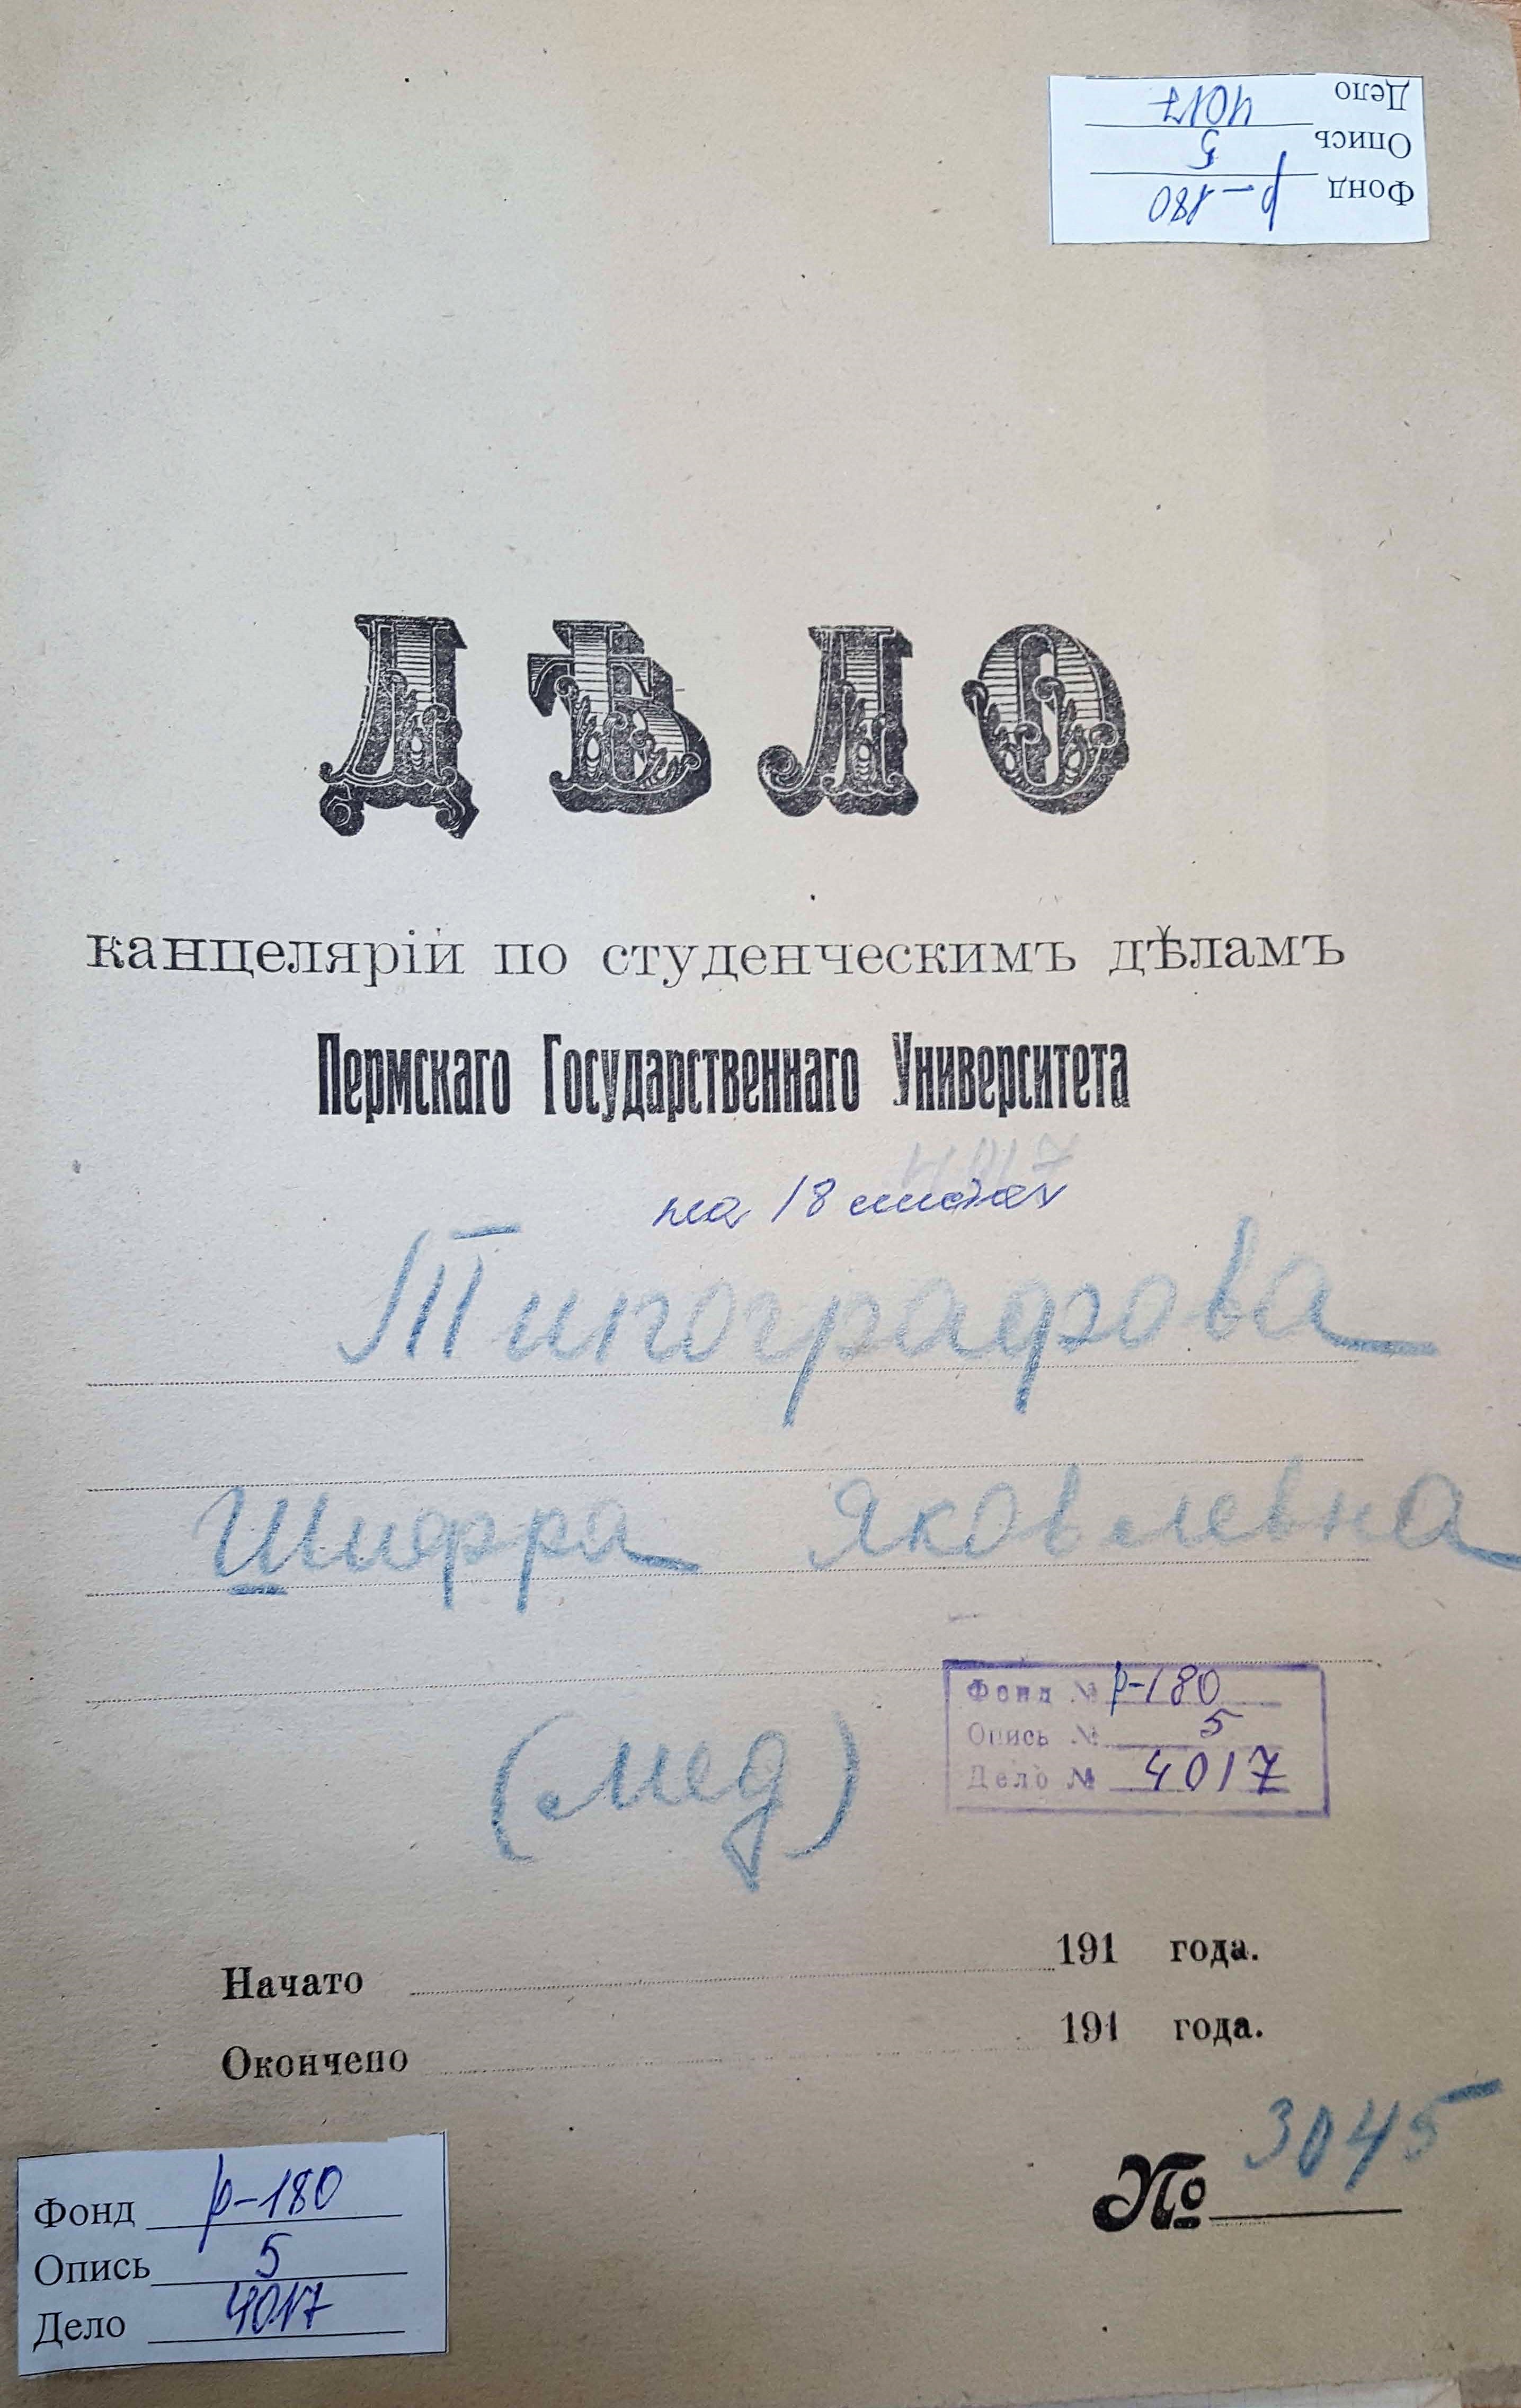 Дело 4017
Опись 5
Фонд р-180
ДѢЛО
канцеляріи по студенческимъ дѣламъ
Пермскаго Государственнаго Университета
4017
на 18 листах
Типографова
Шифра Яковлевна
(мед)
Фонд № р-180
Опись № 5
Дело № 4017
Начато 191 года.
Окончено 191 года.
№ 3045
Фонд р-180
Опись 5
Дело 4017